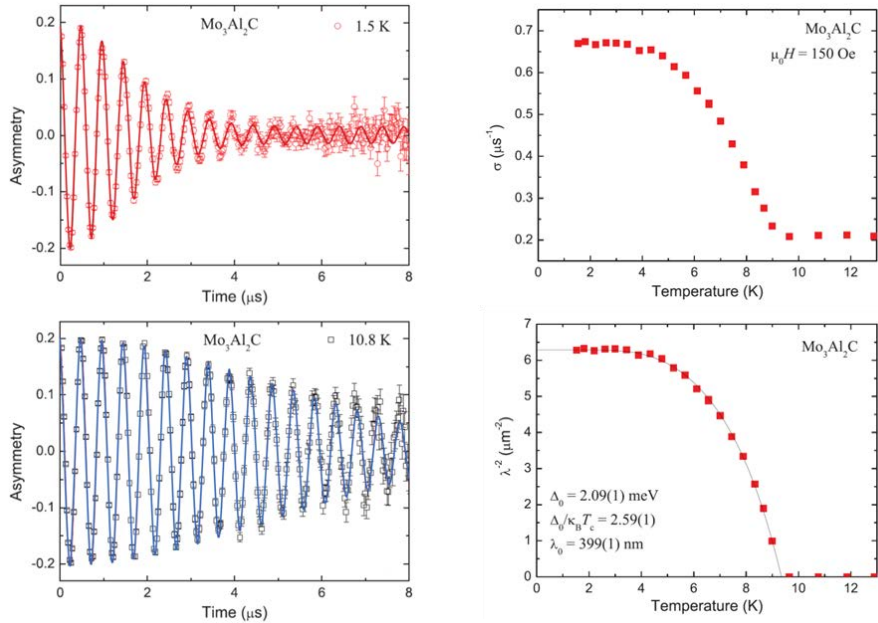 Mo₃Al₂C
1.5 K
Asymmetry
0.2
0.1
0.0
-0.1
-0.2
0
2
4
6
8
Time (μs)
Mo₃Al₂C
μ₀H = 150 Oe
σ (μs⁻¹)
0.7
0.6
0.5
0.4
0.3
0.2
0
2
4
6
8
10
12
Temperature (K)
Mo₃Al₂C
10.8 K
Asymmetry
0.2
0.1
0.0
-0.1
-0.2
0
2
4
6
8
Time (μs)
Mo₃Al₂C
λ⁻² (μm⁻²)
7
6
5
4
3
2
1
0
Δ₀ = 2.09(1) meV
Δ₀/κ_BT_c = 2.59(1)
λ₀ = 399(1) nm
0
2
4
6
8
10
12
Temperature (K)